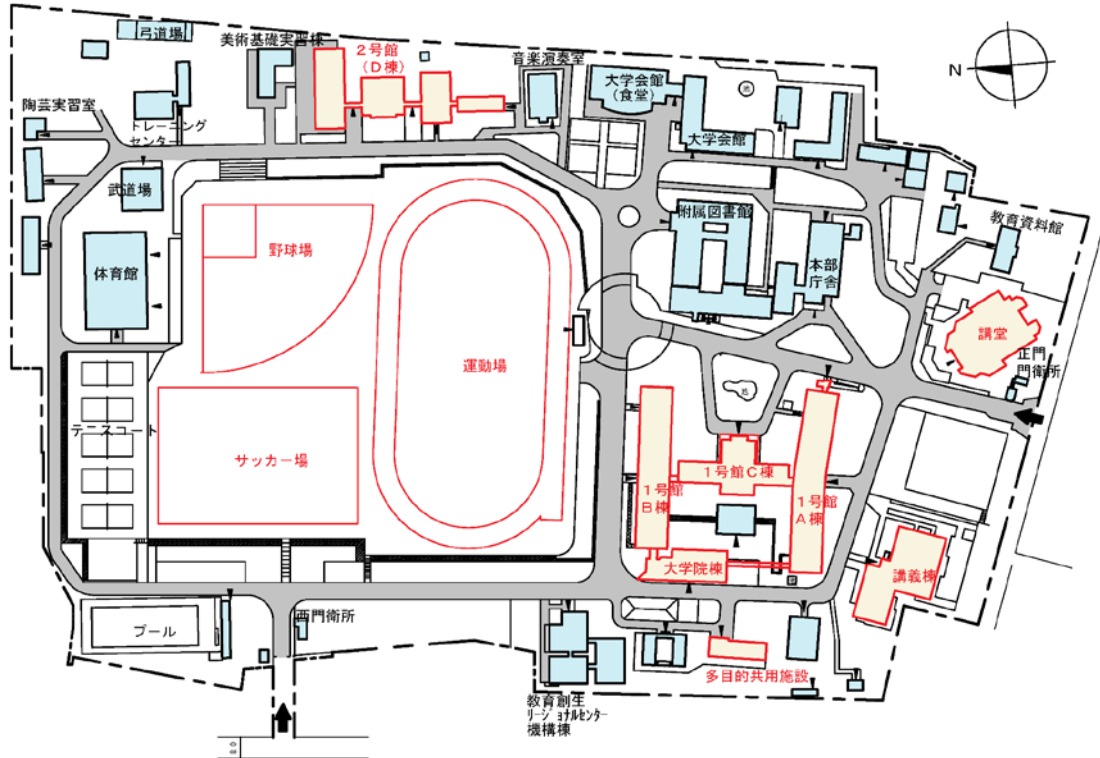 弓道場
美術基礎実習棟
2号館
(D棟)
音楽演奏室
大学会館
(食堂)
池
N
陶芸実習室
トレーニング
センター
大学会館
武道場
附属図書館
教育資料館
野球場
体育館
本部
庁舎
講堂
正門
門衛所
運動場
池
テニスコート
サッカー場
1号館C棟
1号館
B棟
1号館
A棟
大学院棟
講義棟
プール
西門衛所
多目的共用施設
教育創生
リージョナルセンター
機構棟